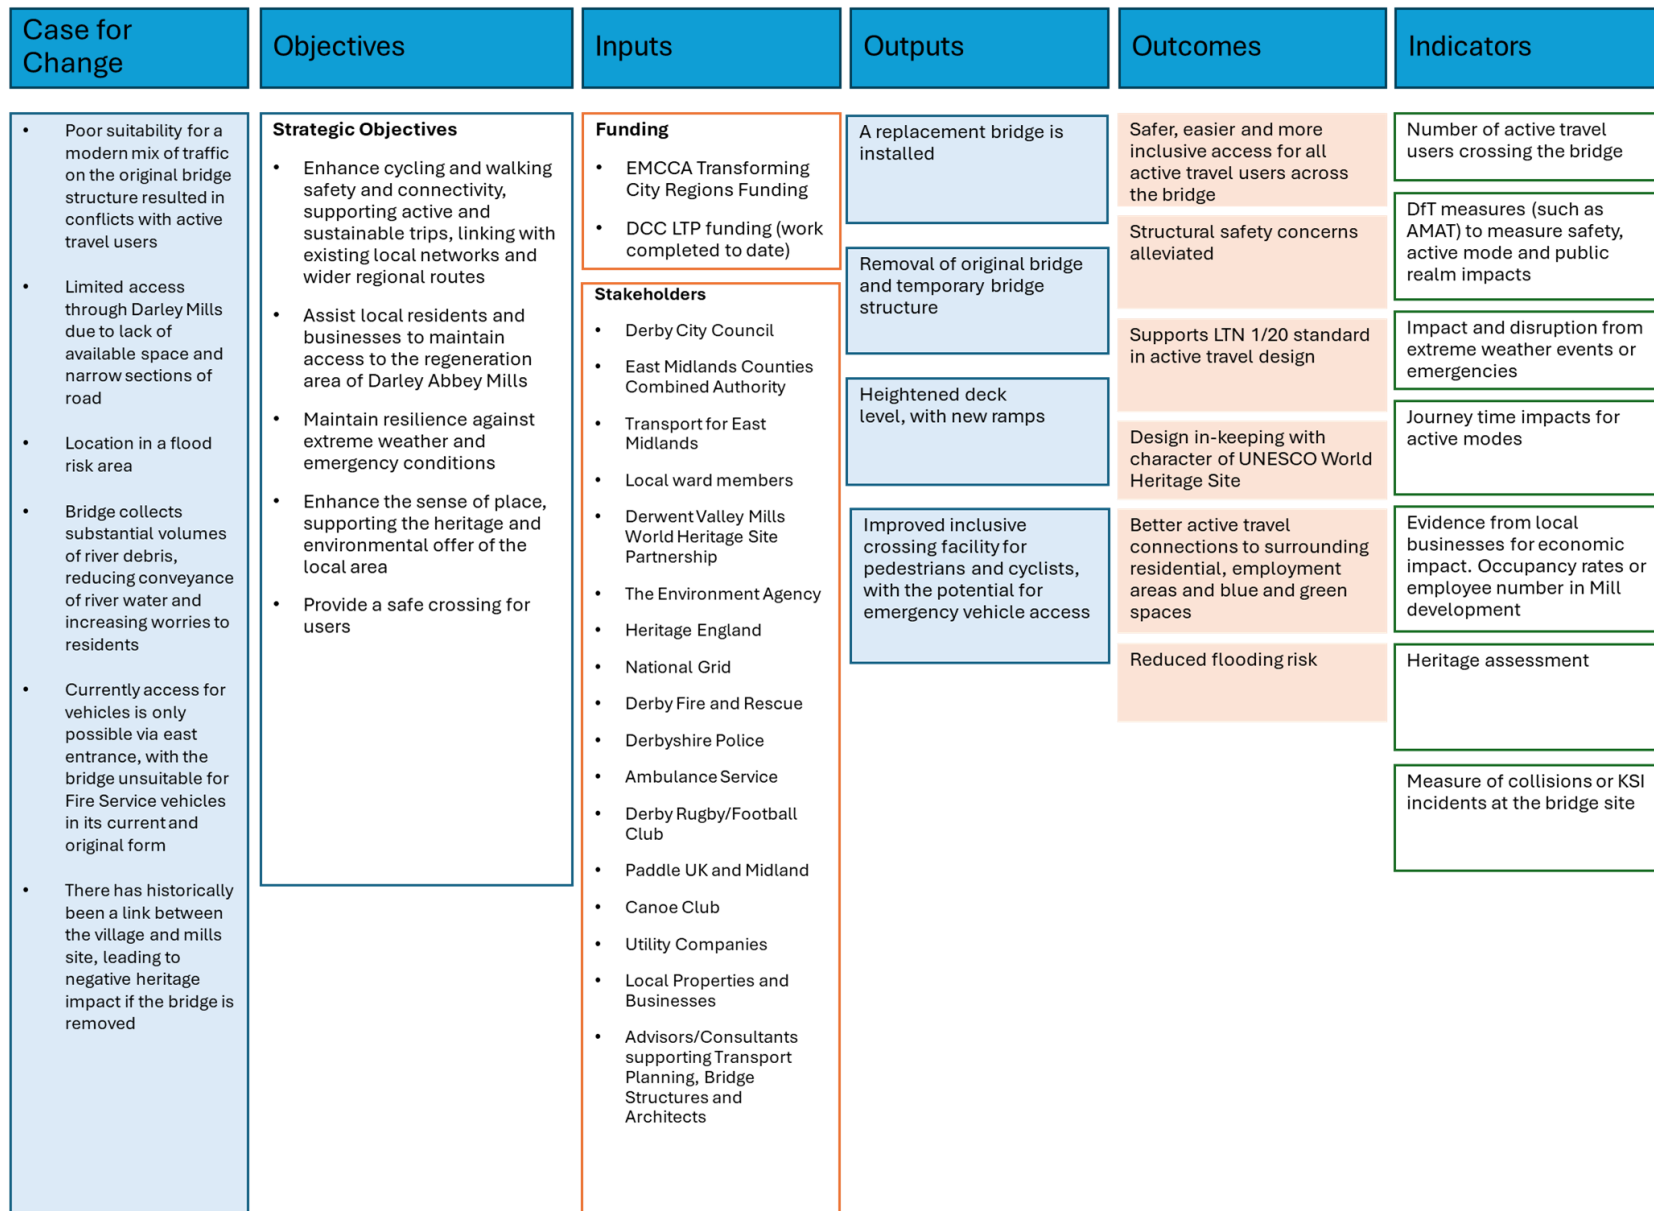 Case for
Change
Objectives
Inputs
Outputs
Outcomes
Indicators
• Poor suitability for a
modern mix of traffic
on the original bridge
structure resulted in
conflicts with active
travel users
• Limited access
through Darley Mills
due to lack of
available space and
narrow sections of
road
• Location in a flood
risk area
• Bridge collects
substantial volumes
of river debris,
reducing conveyance
of river water and
increasing worries to
residents
• Currently access for
vehicles is only
possible via east
entrance, with the
bridge unsuitable for
Fire Service vehicles
in its current and
original form
• There has historically
been a link between
the village and mills
site, leading to
negative heritage
impact if the bridge is
removed
Strategic Objectives
• Enhance cycling and walking
safety and connectivity,
supporting active and
sustainable trips, linking with
existing local networks and
wider regional routes
• Assist local residents and
businesses to maintain
access to the regeneration
area of Darley Abbey Mills
• Maintain resilience against
extreme weather and
emergency conditions
• Enhance the sense of place,
supporting the heritage and
environmental offer of the
local area
• Provide a safe crossing for
users
Funding
• EMCCA Transforming
City Regions Funding
• DCC LTP funding (work
completed to date)
Stakeholders
• Derby City Council
• East Midlands Counties
Combined Authority
• Transport for East
Midlands
• Local ward members
• Derwent Valley Mills
World Heritage Site
Partnership
• The Environment Agency
• Heritage England
• National Grid
• Derby Fire and Rescue
• Derbyshire Police
• Ambulance Service
• Derby Rugby/Football
Club
• Paddle UK and Midland
• Canoe Club
• Utility Companies
• Local Properties and
Businesses
• Advisors/Consultants
supporting Transport
Planning, Bridge
Structures and
Architects
A replacement bridge is
installed
Removal of original bridge
and temporary bridge
structure
Heightened deck
level, with new ramps
Improved inclusive
crossing facility for
pedestrians and cyclists,
with the potential for
emergency vehicle access
Safer, easier and more
inclusive access for all
active travel users across
the bridge
Structural safety concerns
alleviated
Supports LTN 1/20 standard
in active travel design
Design in-keeping with
character of UNESCO World
Heritage Site
Better active travel
connections to surrounding
residential, employment
areas and blue and green
spaces
Reduced flooding risk
Number of active travel
users crossing the bridge
DfT measures (such as
AMAT) to measure safety,
active mode and public
realm impacts
Impact and disruption from
extreme weather events or
emergencies
Journey time impacts for
active modes
Evidence from local
businesses for economic
impact. Occupancy rates or
employee number in Mill
development
Heritage assessment
Measure of collisions or KSI
incidents at the bridge site